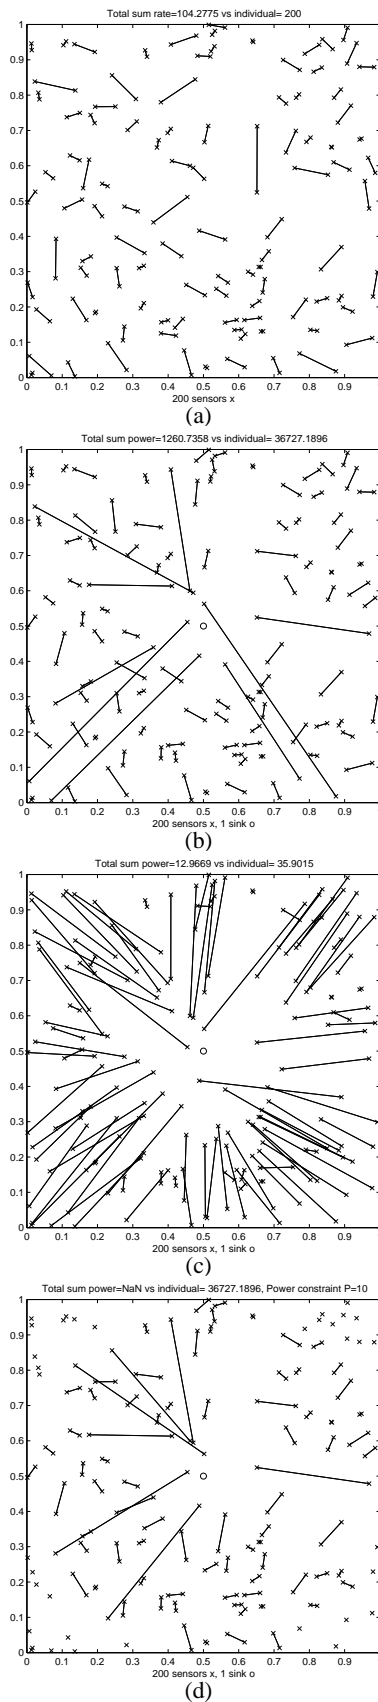 Total sum rate=104.2775 vs individual= 200
1
0.9
0.8
0.7
0.6
0.5
0.4
0.3
0.2
0.1
0
0 0.1 0.2 0.3 0.4 0.5 0.6 0.7 0.8 0.9
200 sensors x
(a)
Total sum power=1260.7358 vs individual= 36727.1896
1
0.9
0.8
0.7
0.6
0.5
0.4
0.3
0.2
0.1
0
0 0.1 0.2 0.3 0.4 0.5 0.6 0.7 0.8 0.9
200 sensors x, 1 sink o
(b)
Total sum power=12.9669 vs individual= 35.9015
1
0.9
0.8
0.7
0.6
0.5
0.4
0.3
0.2
0.1
0
0 0.1 0.2 0.3 0.4 0.5 0.6 0.7 0.8 0.9
200 sensors x, 1 sink o
(c)
Total sum power=NaN vs individual= 36727.1896, Power constraint P=10
1
0.9
0.8
0.7
0.6
0.5
0.4
0.3
0.2
0.1
0
0 0.1 0.2 0.3 0.4 0.5 0.6 0.7 0.8 0.9
200 sensors x, 1 sink o
(d)